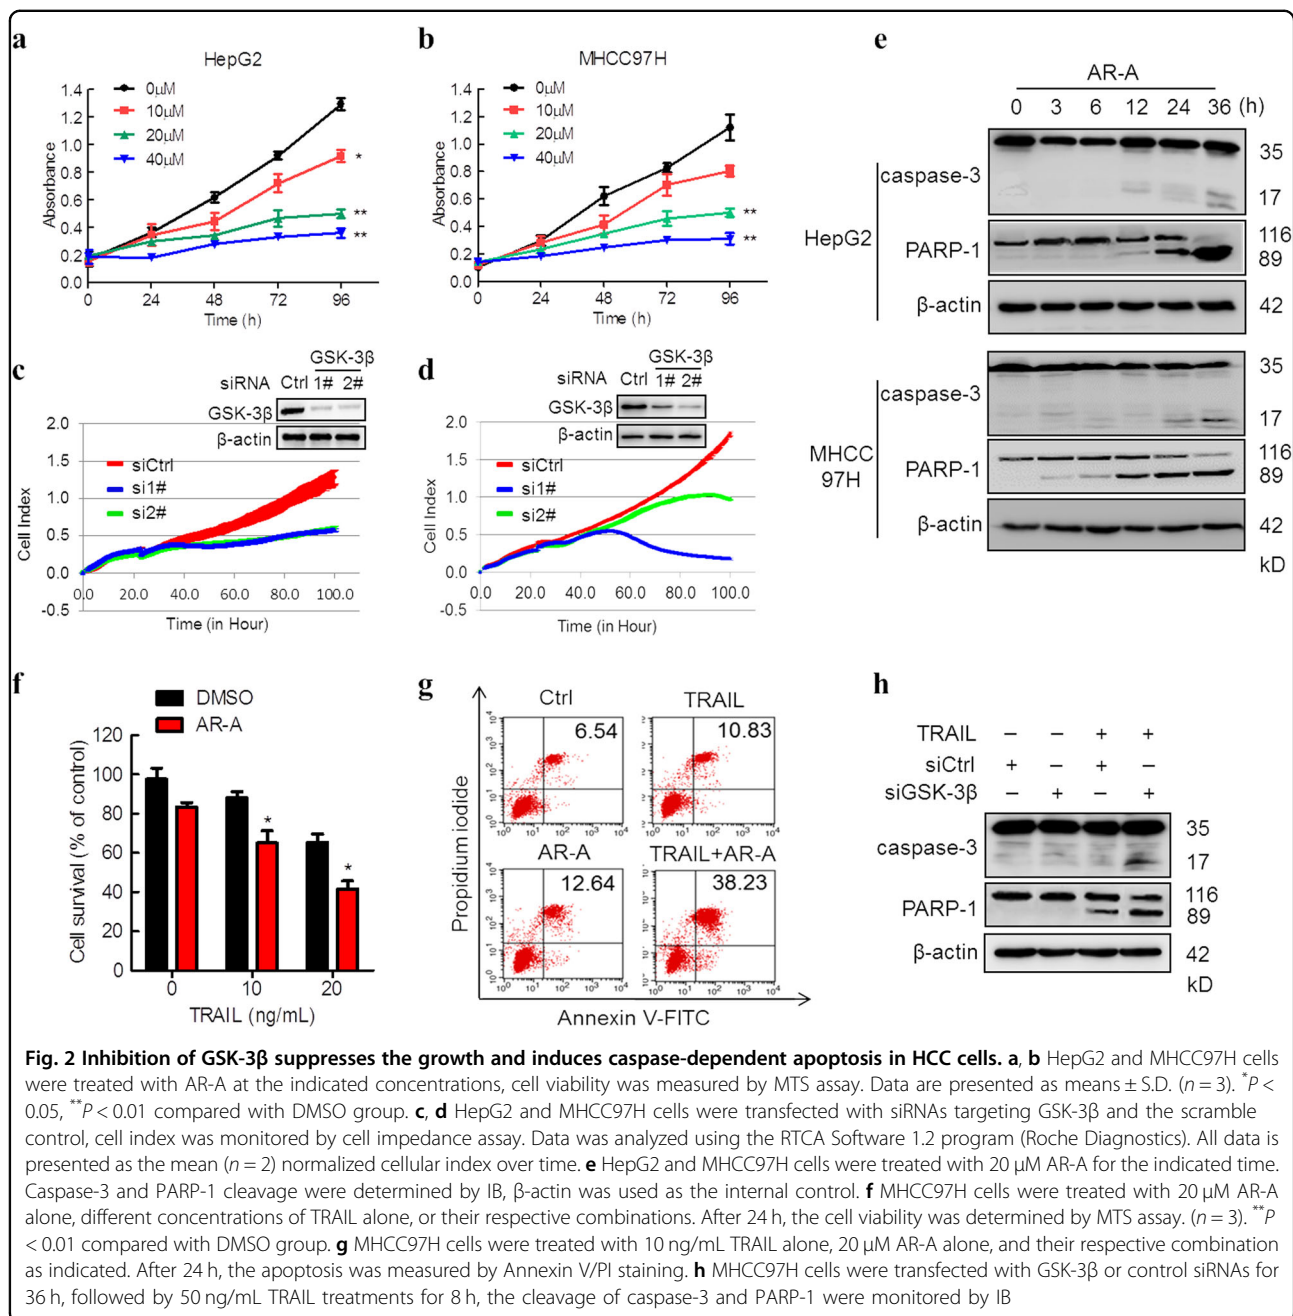 a
HepG2
0µM
10µM
20µM
40µM
Absorbance
1.4
1.2
1.0
0.8
0.6
0.4
0.2
0.0
*
**
**
0 24 48 72 96
Time (h)
b
MHCC97H
0µM
10µM
20µM
40µM
Absorbance
1.4
1.2
1.0
0.8
0.6
0.4
0.2
0.0
**
**
0 24 48 72 96
Time (h)
c
GSK-3β
siRNA Ctrl 1# 2#
GSK-3β
β-actin
siCtrl
si1#
si2#
Cell Index
2.0
1.5
1.0
0.5
0.0
-0.5
0.0 20.0 40.0 60.0 80.0 100.0
Time (in Hour)
d
GSK-3β
siRNA Ctrl 1# 2#
GSK-3β
β-actin
siCtrl
si1#
si2#
Cell Index
2.0
1.5
1.0
0.5
0.0
-0.5
0.0 20.0 40.0 60.0 80.0 100.0
Time (in Hour)
e
AR-A
0 3 6 12 24 36 (h)
HepG2
caspase-3
35
17
PARP-1
116
89
β-actin
42
MHCC
97H
caspase-3
35
17
PARP-1
116
89
β-actin
42
kD
f
DMSO
AR-A
Cell survival (% of control)
120
100
80
60
40
20
0
*
*
0 10 20
TRAIL (ng/mL)
g
Ctrl
6.54
TRAIL
10.83
AR-A
12.64
TRAIL+AR-A
38.23
Propidium iodide
Annexin V-FITC
10⁰ 10¹ 10² 10³ 10⁴
h
TRAIL – – + +
siCtrl + – + –
siGSK-3β – + – +
caspase-3
35
17
PARP-1
116
89
β-actin
42
kD
Fig. 2 Inhibition of GSK-3β suppresses the growth and induces caspase-dependent apoptosis in HCC cells. a, b HepG2 and MHCC97H cells
were treated with AR-A at the indicated concentrations, cell viability was measured by MTS assay. Data are presented as means ± S.D. (n = 3). *P <
0.05, **P < 0.01 compared with DMSO group. c, d HepG2 and MHCC97H cells were transfected with siRNAs targeting GSK-3β and the scramble
control, cell index was monitored by cell impedance assay. Data was analyzed using the RTCA Software 1.2 program (Roche Diagnostics). All data is
presented as the mean (n = 2) normalized cellular index over time. e HepG2 and MHCC97H cells were treated with 20 µM AR-A for the indicated time.
Caspase-3 and PARP-1 cleavage were determined by IB, β-actin was used as the internal control. f MHCC97H cells were treated with 20 µM AR-A
alone, different concentrations of TRAIL alone, or their respective combinations. After 24 h, the cell viability was determined by MTS assay. (n = 3). **P
< 0.01 compared with DMSO group. g MHCC97H cells were treated with 10 ng/mL TRAIL alone, 20 µM AR-A alone, and their respective combination
as indicated. After 24 h, the apoptosis was measured by Annexin V/PI staining. h MHCC97H cells were transfected with GSK-3β or control siRNAs for
36 h, followed by 50 ng/mL TRAIL treatments for 8 h, the cleavage of caspase-3 and PARP-1 were monitored by IB